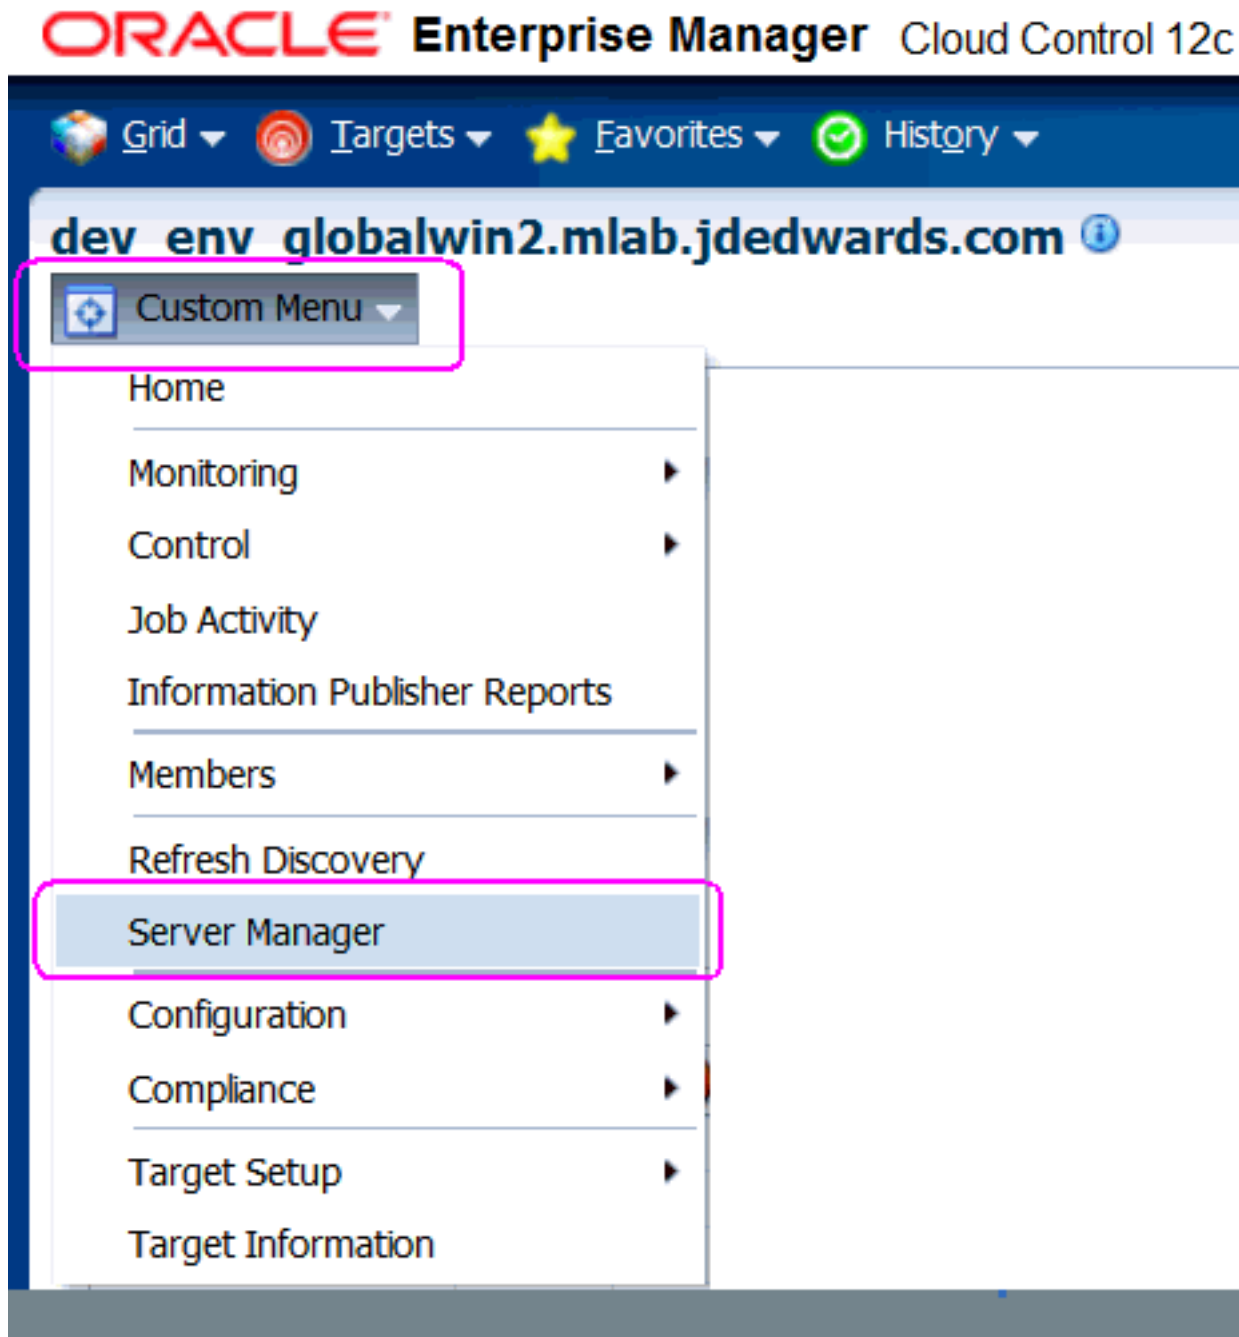 ORACLE Enterprise Manager Cloud Control 12c
Grid Targets Favorites History
dev_env_globalwin2.mlab.jdedwards.com
Custom Menu
Home
Monitoring
Control
Job Activity
Information Publisher Reports
Members
Refresh Discovery
Server Manager
Configuration
Compliance
Target Setup
Target Information